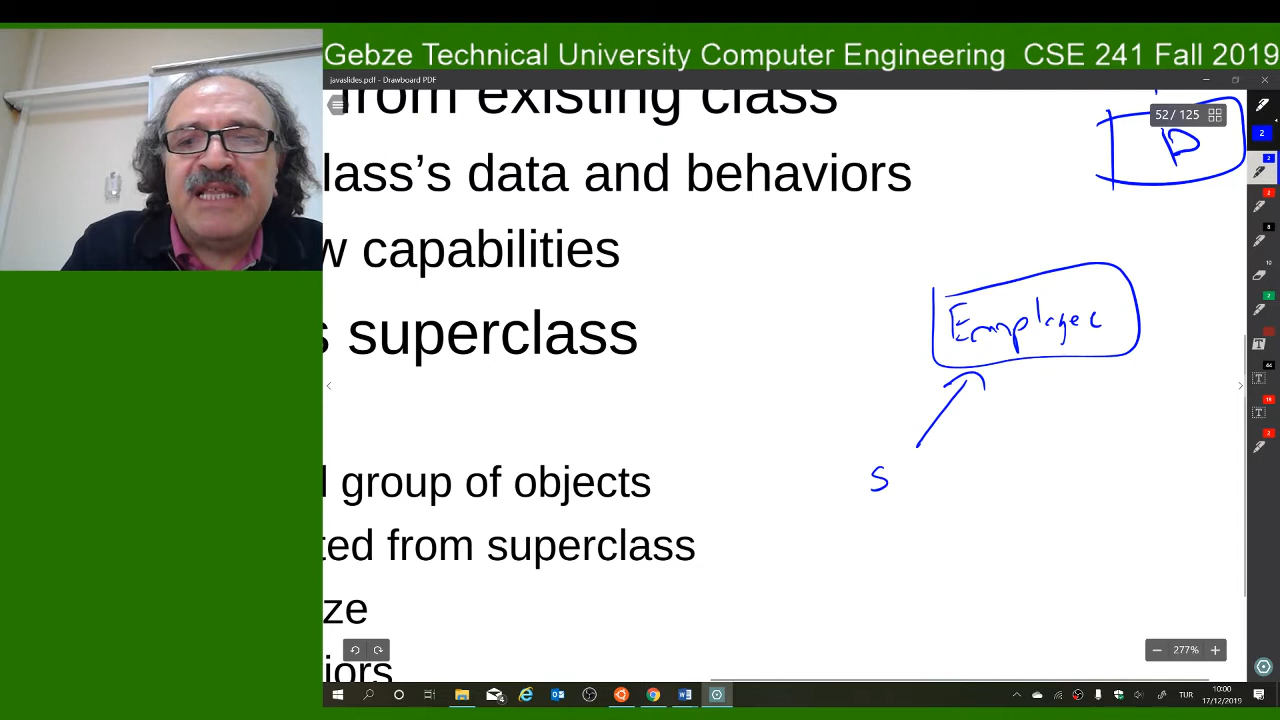 Gebze Technical University Computer Engineering CSE 241 Fall 2019
javaslides.pdf - Drawboard PDF
from existing class
52 / 125
D
lass's data and behaviors
w capabilities
Employee
s superclass
l group of objects
S
ted from superclass
ze
iors
277%
TUR
10:00
17/12/2019